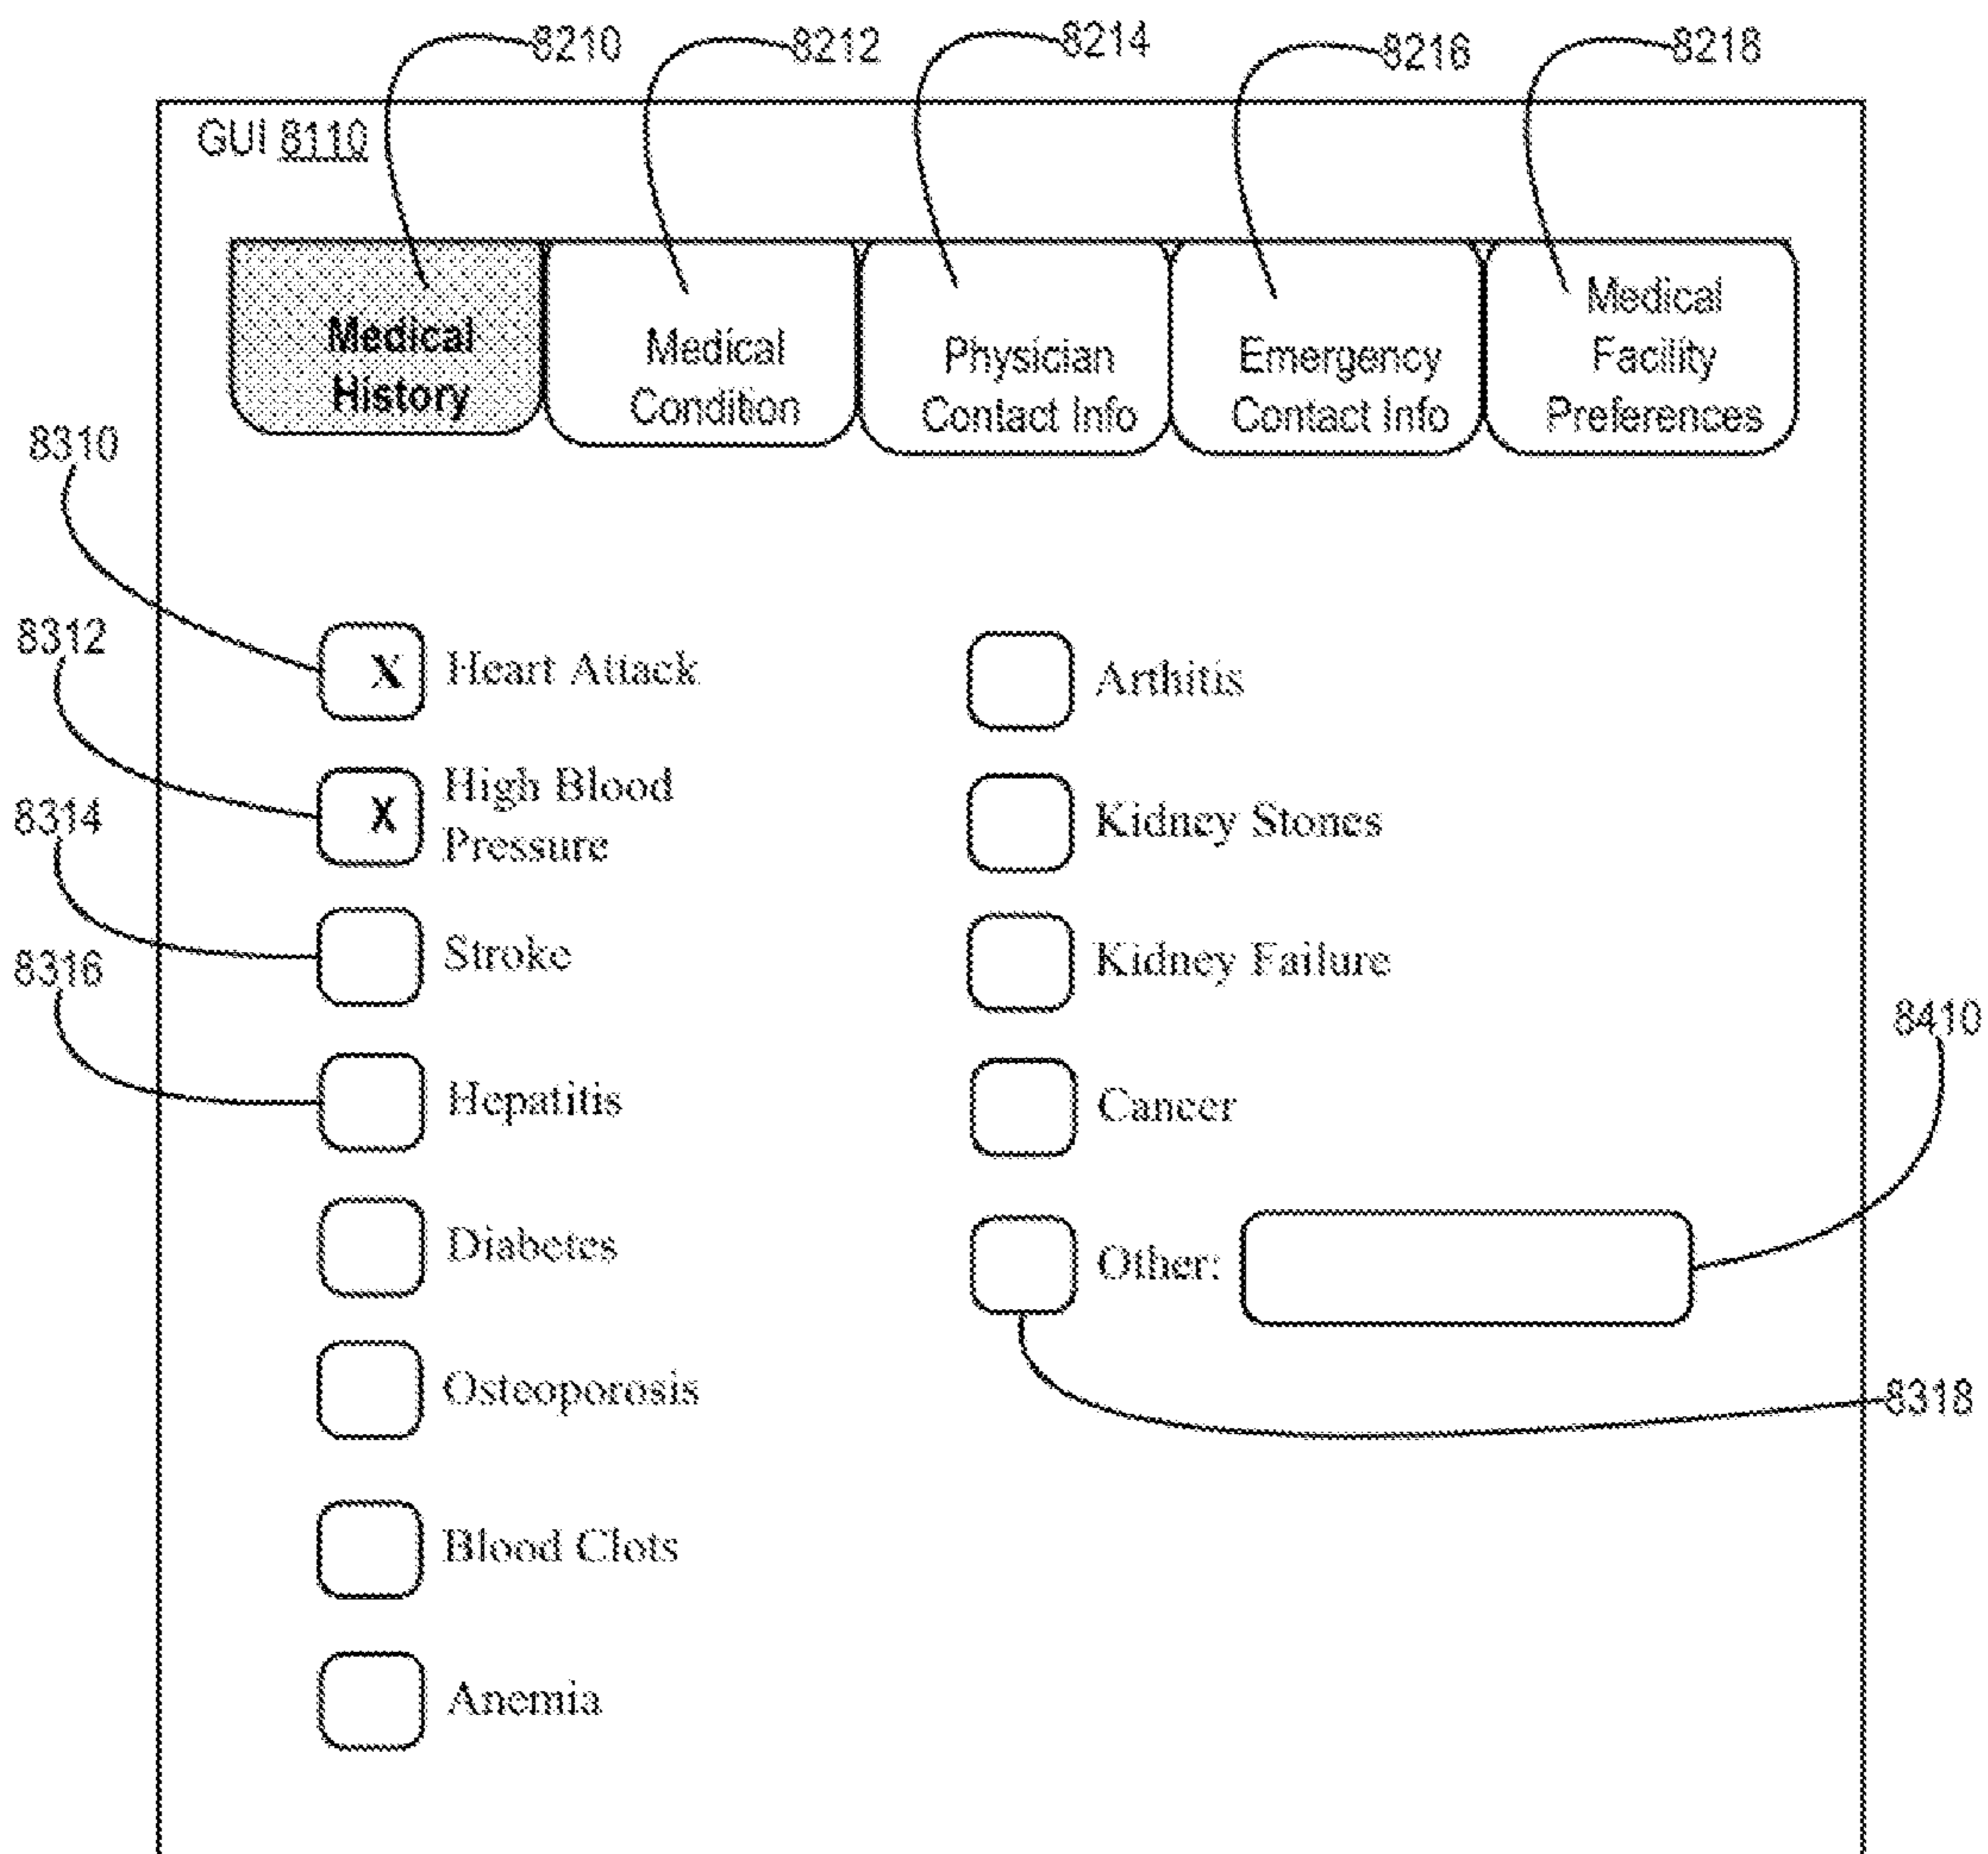 8210 8212 8214 8216 8218
GUI 8110
Medical
History
Medical
Condition
Physician
Contact Info
Emergency
Contact Info
Medical
Facility
Preferences
8310
8312
8314
8316
X Heart Attack
X High Blood
Pressure
Stroke
Hepatitis
Diabetes
Osteoporosis
Blood Clots
Anemia
Arthitis
Kidney Stones
Kidney Failure
Cancer
Other:
8410
8318